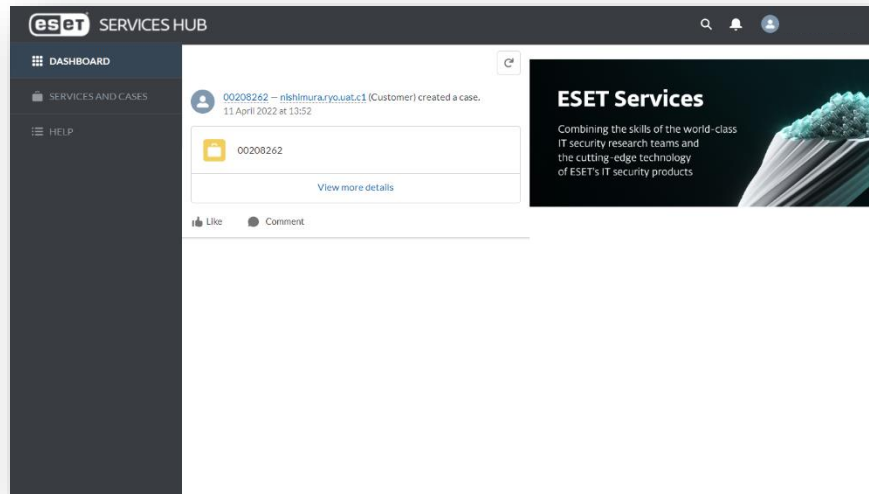 eset SERVICES HUB
DASHBOARD
SERVICES AND CASES
HELP
00208262 — nishimura.ryo.uat.c1 (Customer) created a case.
11 April 2022 at 13:52
00208262
View more details
Like
Comment
ESET Services
Combining the skills of the world-class
IT security research teams and
the cutting-edge technology
of ESET's IT security products